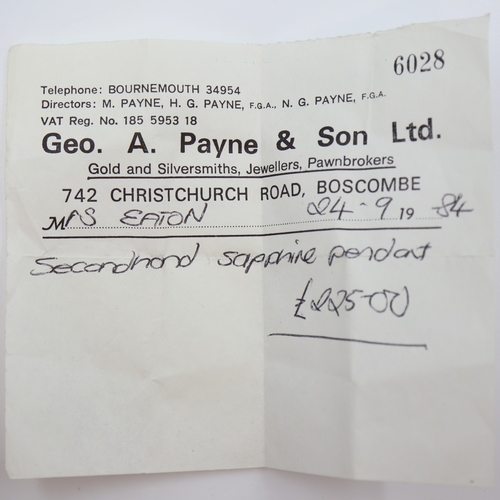 6028
Telephone: BOURNEMOUTH 34954
Directors: M. PAYNE, H. G. PAYNE, F.G.A., N. G. PAYNE, F.G.A.
VAT Reg. No. 185 5953 18
Geo. A. Payne & Son Ltd.
Gold and Silversmiths, Jewellers, Pawnbrokers
742 CHRISTCHURCH ROAD, BOSCOMBE
MRS EATON 24-9 19 84
Secondhand sapphire pendant
£225-00